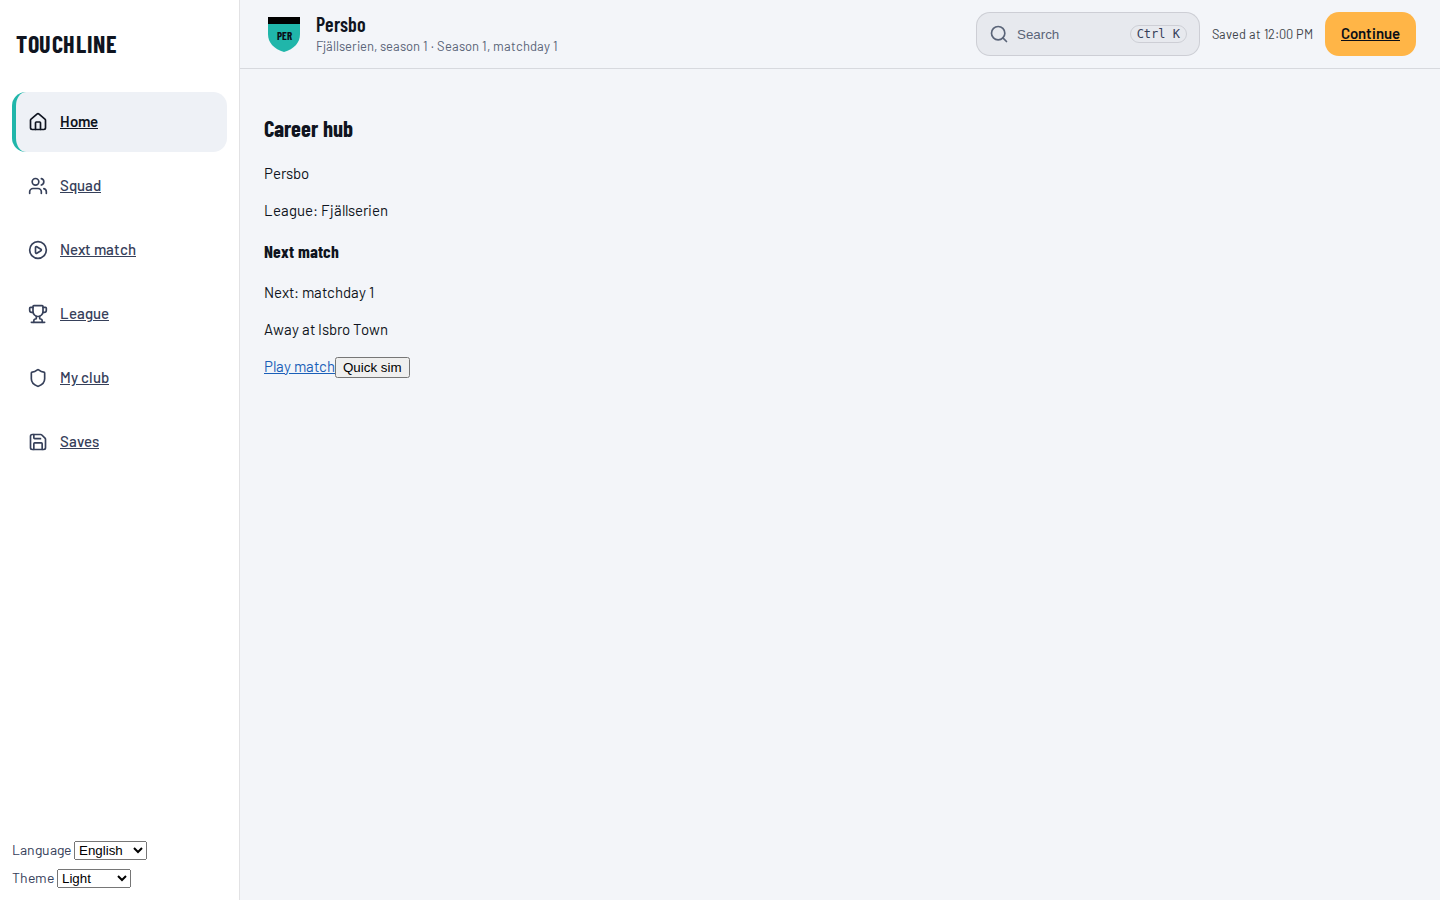 TOUCHLINE
Home
Squad
Next match
League
My club
Saves
Language English
Theme Light
PER
Persbo
Fjällserien, season 1 · Season 1, matchday 1
Search Ctrl K
Saved at 12:00 PM
Continue
Career hub
Persbo
League: Fjällserien
Next match
Next: matchday 1
Away at Isbro Town
Play match Quick sim